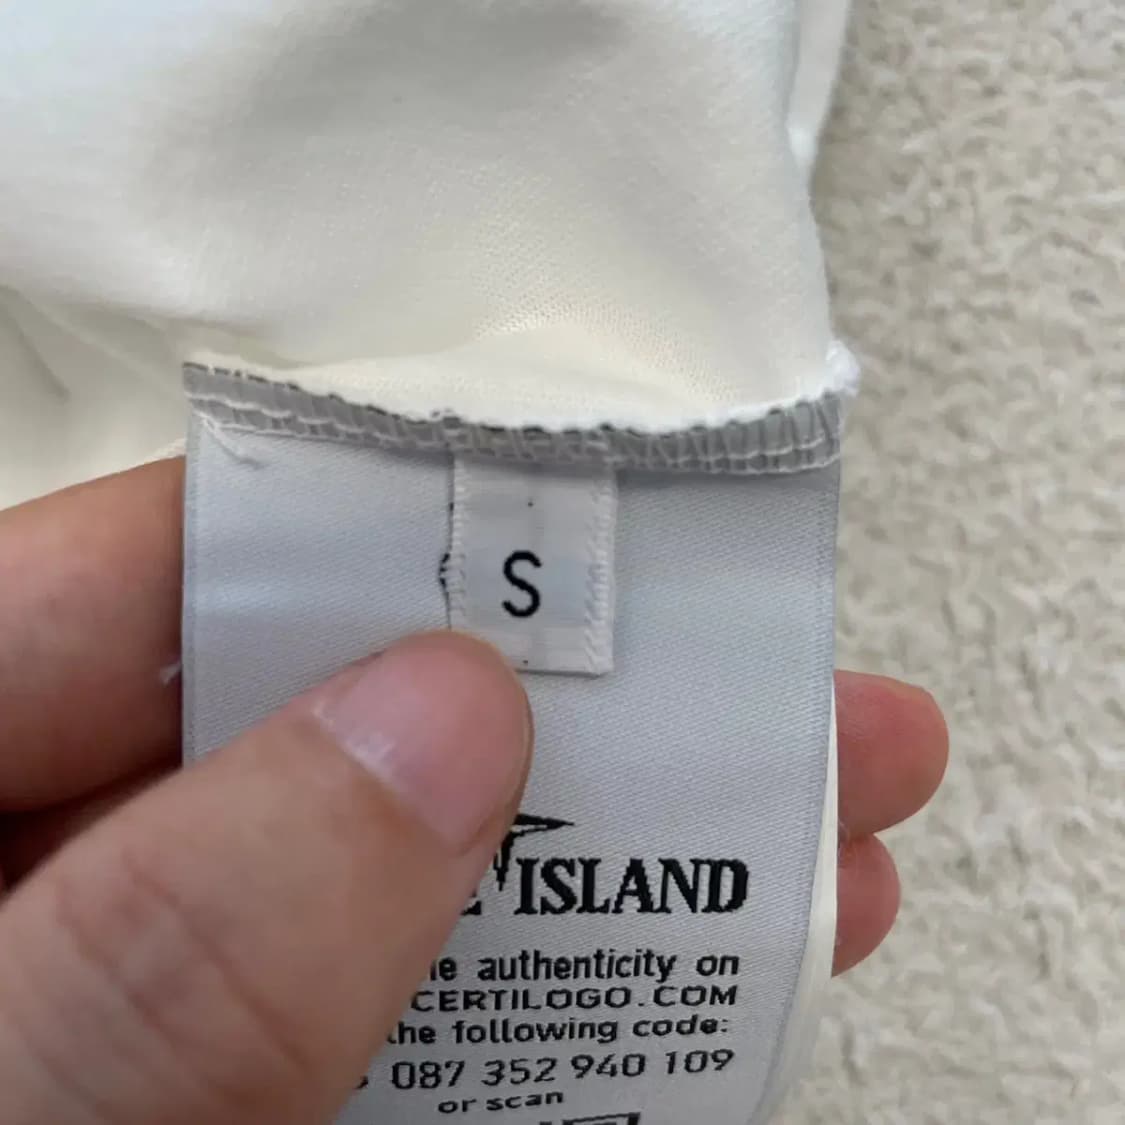 S
ISLAND
authenticity on
CERTILOGO.COM
the following code:
087 352 940 109
or scan